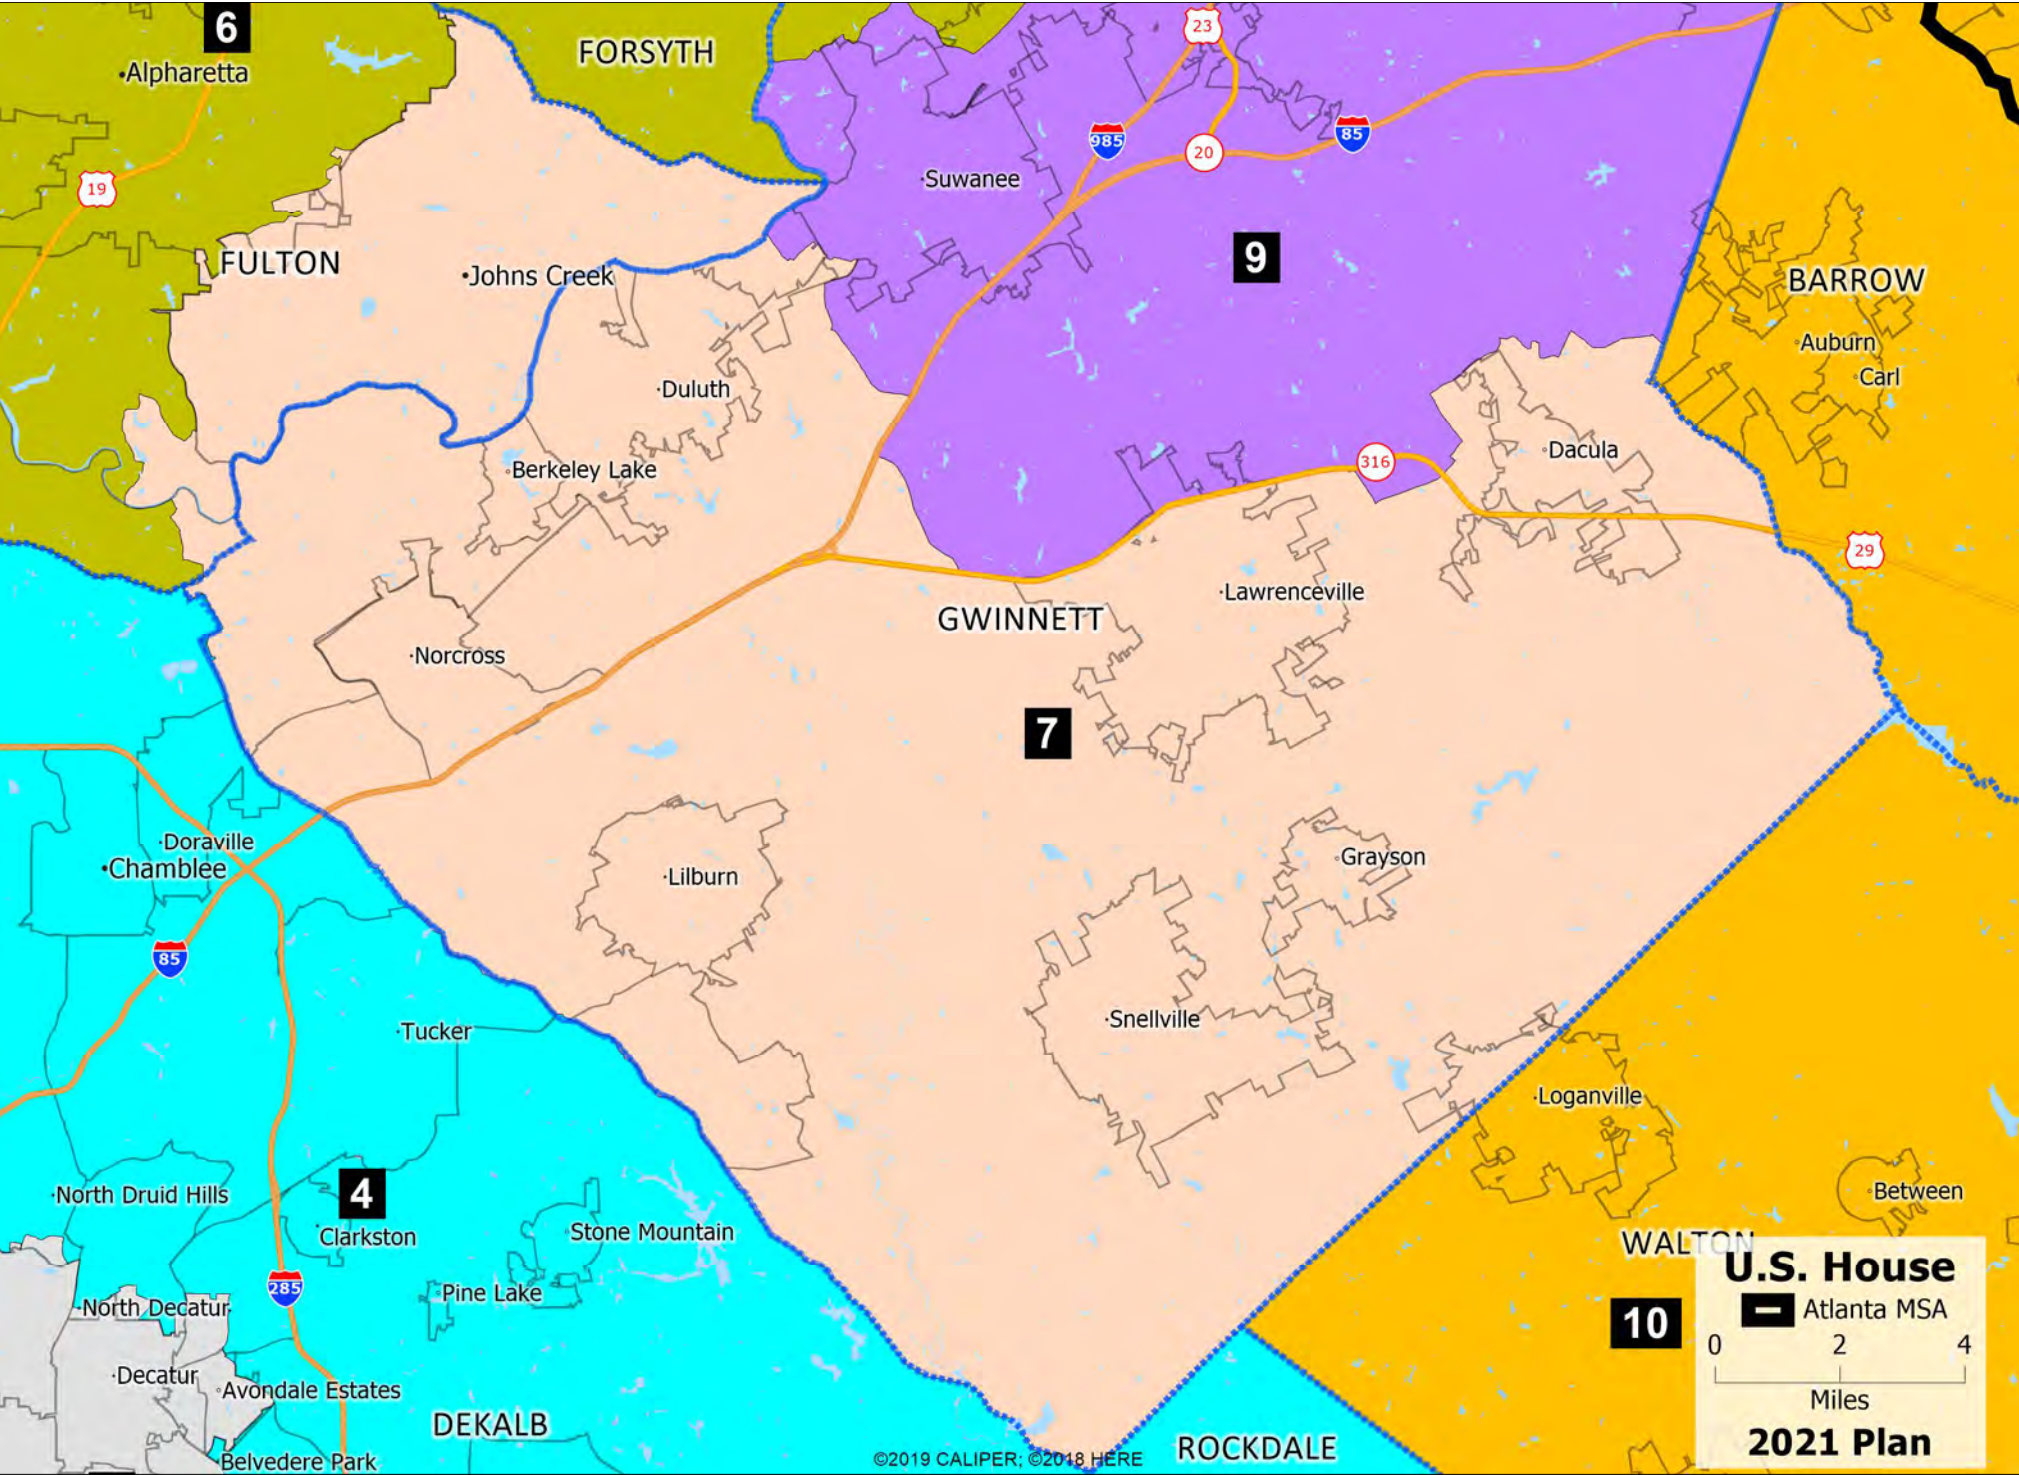 6
FORSYTH
23
Alpharetta
985
85
20
19
Suwanee
FULTON
Johns Creek
9
BARROW
Auburn
Carl
Duluth
Berkeley Lake
Dacula
316
29
Lawrenceville
GWINNETT
Norcross
7
Doraville
Chamblee
Lilburn
Grayson
85
Tucker
Snellville
Loganville
North Druid Hills
4
Between
Clarkston
Stone Mountain
WALTON
285
Pine Lake
North Decatur
10
Decatur
Avondale Estates
DEKALB
ROCKDALE
Belvedere Park
©2019 CALIPER; ©2018 HERE
U.S. House
Atlanta MSA
0 2 4
Miles
2021 Plan